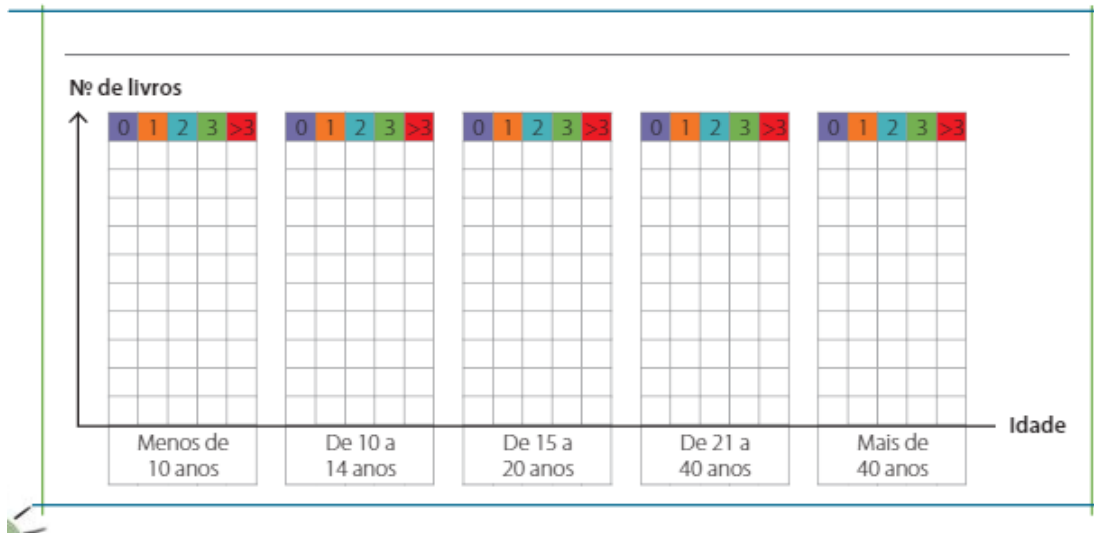 Nº de livros
0 1 2 3 >3 0 1 2 3 >3 0 1 2 3 >3 0 1 2 3 >3 0 1 2 3 >3
Idade
Menos de De 10 a De 15 a De 21 a Mais de
10 anos 14 anos 20 anos 40 anos 40 anos